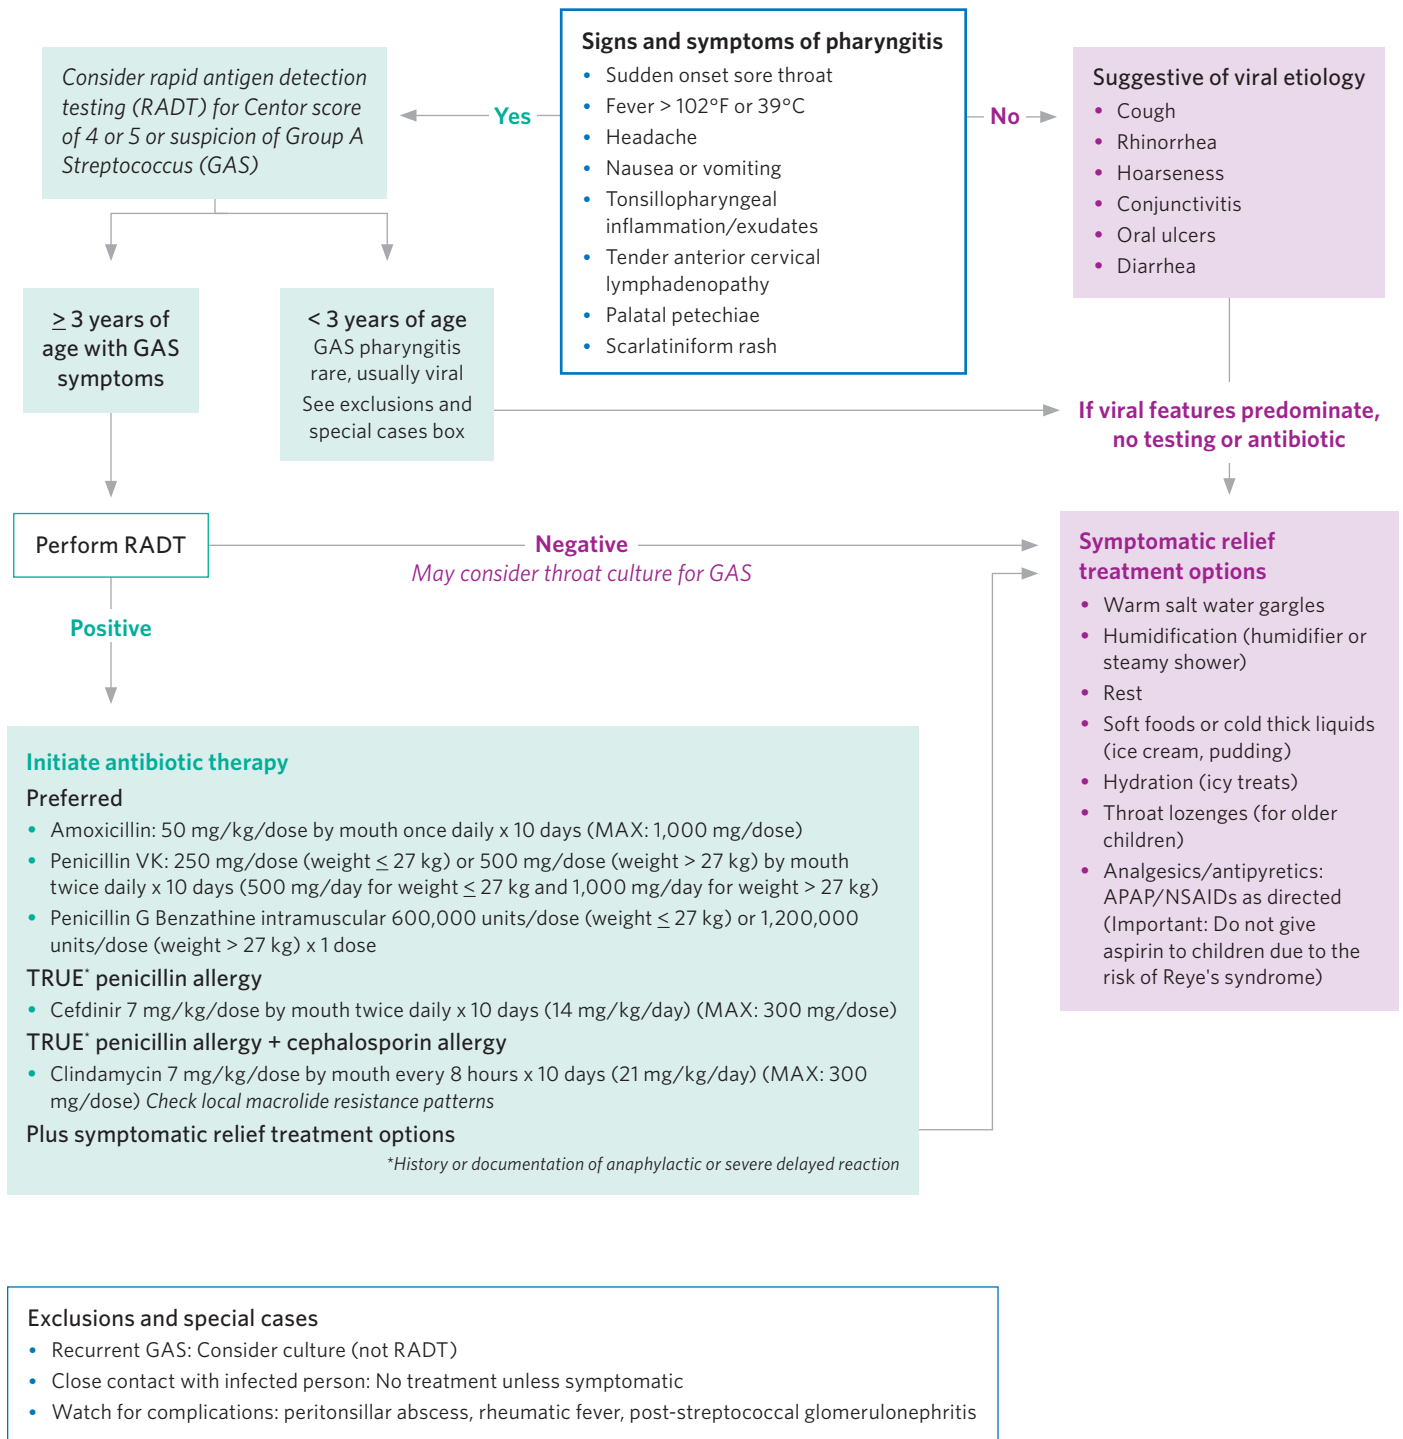 Signs and symptoms of pharyngitis
• Sudden onset sore throat
• Fever > 102°F or 39°C
• Headache
• Nausea or vomiting
• Tonsillopharyngeal
inflammation/exudates
• Tender anterior cervical
lymphadenopathy
• Palatal petechiae
• Scarlatiniform rash
Yes
Consider rapid antigen detection
testing (RADT) for Centor score
of 4 or 5 or suspicion of Group A
Streptococcus (GAS)
No
Suggestive of viral etiology
• Cough
• Rhinorrhea
• Hoarseness
• Conjunctivitis
• Oral ulcers
• Diarrhea
≥ 3 years of
age with GAS
symptoms
< 3 years of age
GAS pharyngitis
rare, usually viral
See exclusions and
special cases box
If viral features predominate,
no testing or antibiotic
Perform RADT
Negative
May consider throat culture for GAS
Positive
Symptomatic relief
treatment options
• Warm salt water gargles
• Humidification (humidifier or
steamy shower)
• Rest
• Soft foods or cold thick liquids
(ice cream, pudding)
• Hydration (icy treats)
• Throat lozenges (for older
children)
• Analgesics/antipyretics:
APAP/NSAIDs as directed
(Important: Do not give
aspirin to children due to the
risk of Reye's syndrome)
Initiate antibiotic therapy
Preferred
• Amoxicillin: 50 mg/kg/dose by mouth once daily x 10 days (MAX: 1,000 mg/dose)
• Penicillin VK: 250 mg/dose (weight ≤ 27 kg) or 500 mg/dose (weight > 27 kg) by mouth
twice daily x 10 days (500 mg/day for weight ≤ 27 kg and 1,000 mg/day for weight > 27 kg)
• Penicillin G Benzathine intramuscular 600,000 units/dose (weight ≤ 27 kg) or 1,200,000
units/dose (weight > 27 kg) x 1 dose
TRUE* penicillin allergy
• Cefdinir 7 mg/kg/dose by mouth twice daily x 10 days (14 mg/kg/day) (MAX: 300 mg/dose)
TRUE* penicillin allergy + cephalosporin allergy
• Clindamycin 7 mg/kg/dose by mouth every 8 hours x 10 days (21 mg/kg/day) (MAX: 300
mg/dose) Check local macrolide resistance patterns
Plus symptomatic relief treatment options
*History or documentation of anaphylactic or severe delayed reaction
Exclusions and special cases
• Recurrent GAS: Consider culture (not RADT)
• Close contact with infected person: No treatment unless symptomatic
• Watch for complications: peritonsillar abscess, rheumatic fever, post-streptococcal glomerulonephritis